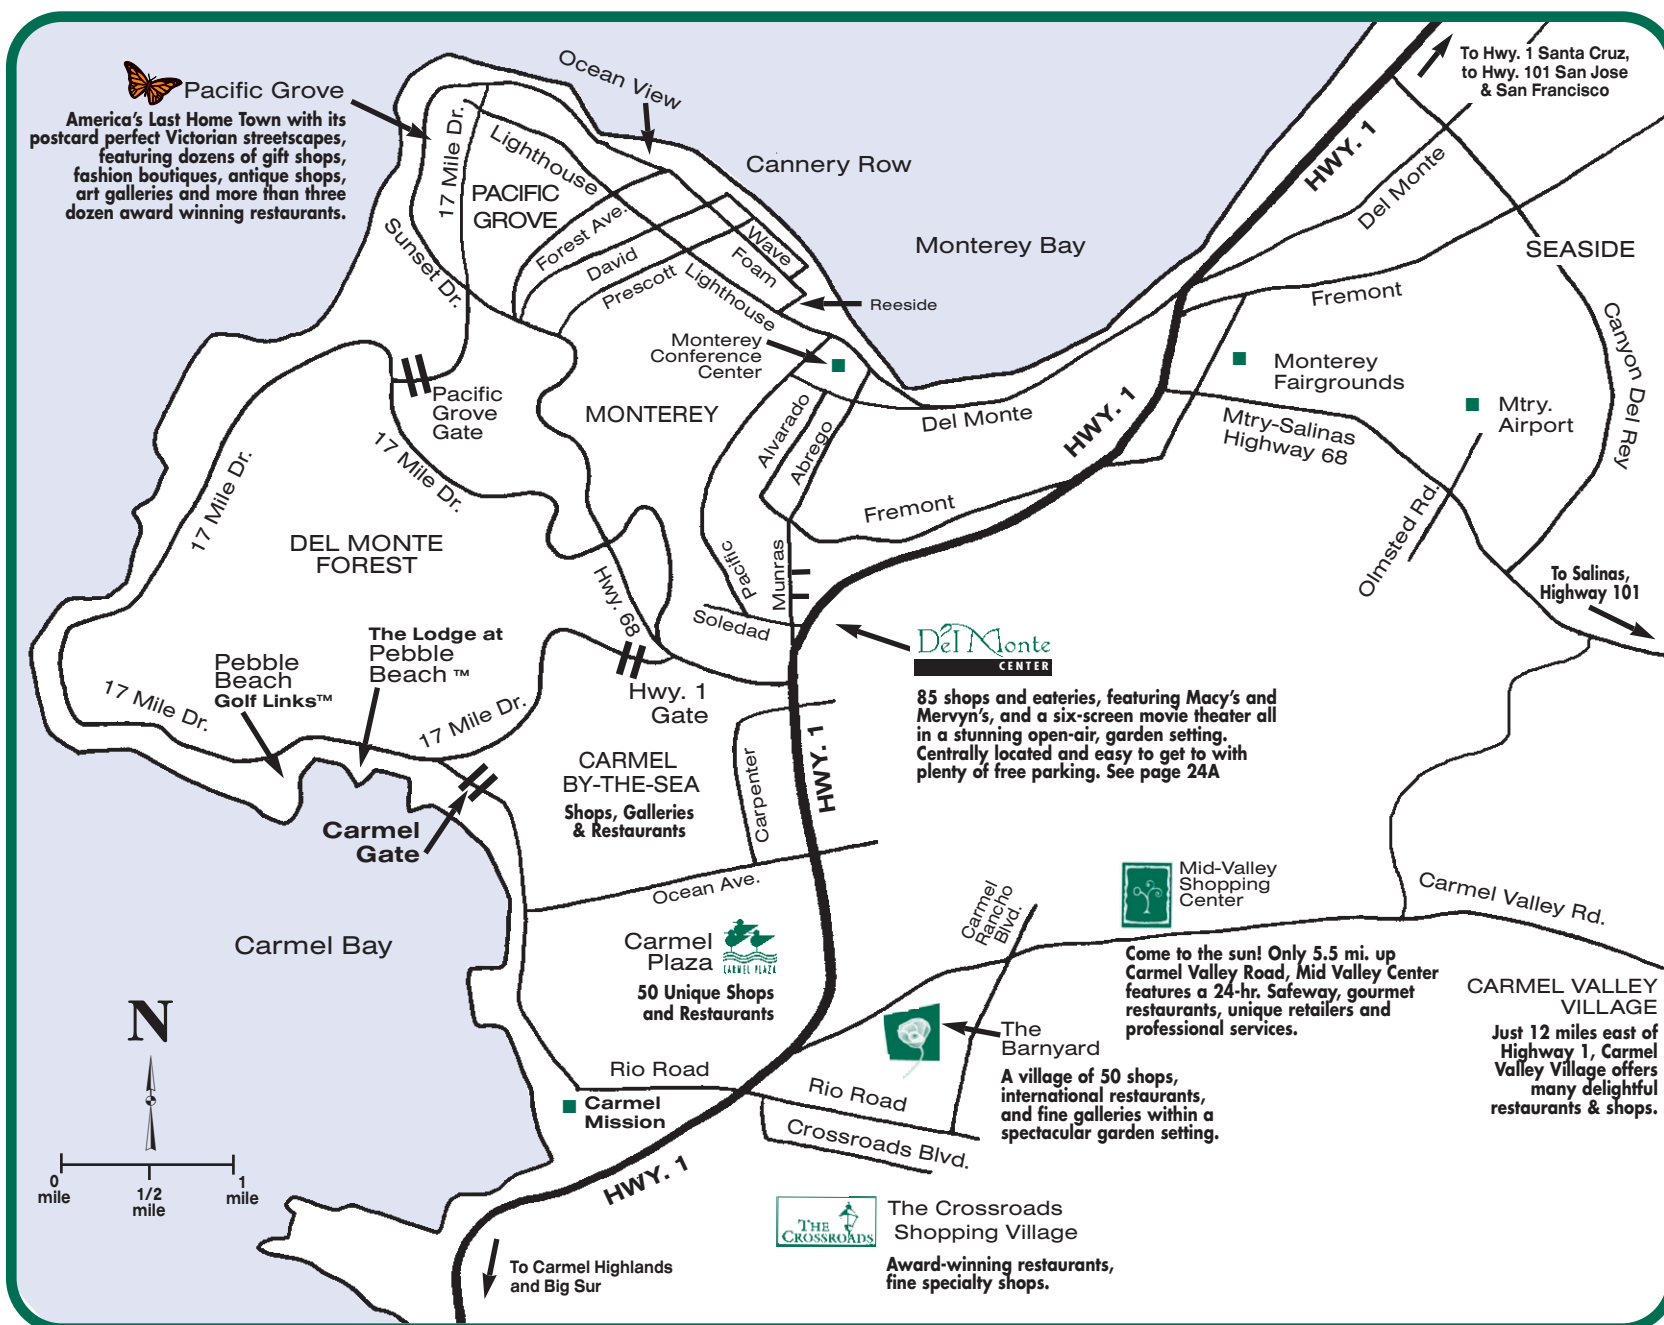 Pacific Grove
America's Last Home Town with its
postcard perfect Victorian streetscapes,
featuring dozens of gift shops,
fashion boutiques, antique shops,
art galleries and more than three
dozen award winning restaurants.
Ocean View
Cannery Row
Monterey Bay
To Hwy. 1 Santa Cruz,
to Hwy. 101 San Jose
& San Francisco
HWY. 1
Del Monte
SEASIDE
Fremont
Canyon Del Rey
17 Mile Dr.
Lighthouse
PACIFIC
GROVE
Sunset Dr.
Forest Ave.
David
Prescott
Lighthouse
Wave
Foam
Reeside
Monterey
Conference
Center
Monterey
Fairgrounds
Mtry.
Airport
Mtry-Salinas
Highway 68
Olmsted Rd.
To Salinas,
Highway 101
Pacific
Grove
Gate
MONTEREY
Alvarado
Abrego
Del Monte
HWY. 1
Fremont
17 Mile Dr.
17 Mile Dr.
DEL MONTE
FOREST
Hwy. 68
Pacific
Munras
Soledad
Del Monte
CENTER
85 shops and eateries, featuring Macy's and
Mervyn's, and a six-screen movie theater all
in a stunning open-air, garden setting.
Centrally located and easy to get to with
plenty of free parking. See page 24A
The Lodge at
Pebble
Beach ™
Pebble
Beach
Golf Links™
17 Mile Dr.
17 Mile Dr.
Hwy. 1
Gate
CARMEL
BY-THE-SEA
Shops, Galleries
& Restaurants
Carpenter
HWY. 1
Carmel
Gate
Ocean Ave.
Carmel Bay
Carmel
Plaza
CARMEL PLAZA
50 Unique Shops
and Restaurants
Carmel
Rancho
Blvd.
Mid-Valley
Shopping
Center
Come to the sun! Only 5.5 mi. up
Carmel Valley Road, Mid Valley Center
features a 24-hr. Safeway, gourmet
restaurants, unique retailers and
professional services.
Carmel Valley Rd.
CARMEL VALLEY
VILLAGE
Just 12 miles east of
Highway 1, Carmel
Valley Village offers
many delightful
restaurants & shops.
The
Barnyard
A village of 50 shops,
international restaurants,
and fine galleries within a
spectacular garden setting.
Rio Road
Rio Road
Carmel
Mission
Crossroads Blvd.
HWY. 1
THE
CROSSROADS
The Crossroads
Shopping Village
Award-winning restaurants,
fine specialty shops.
To Carmel Highlands
and Big Sur
N
0
mile
1/2
mile
1
mile